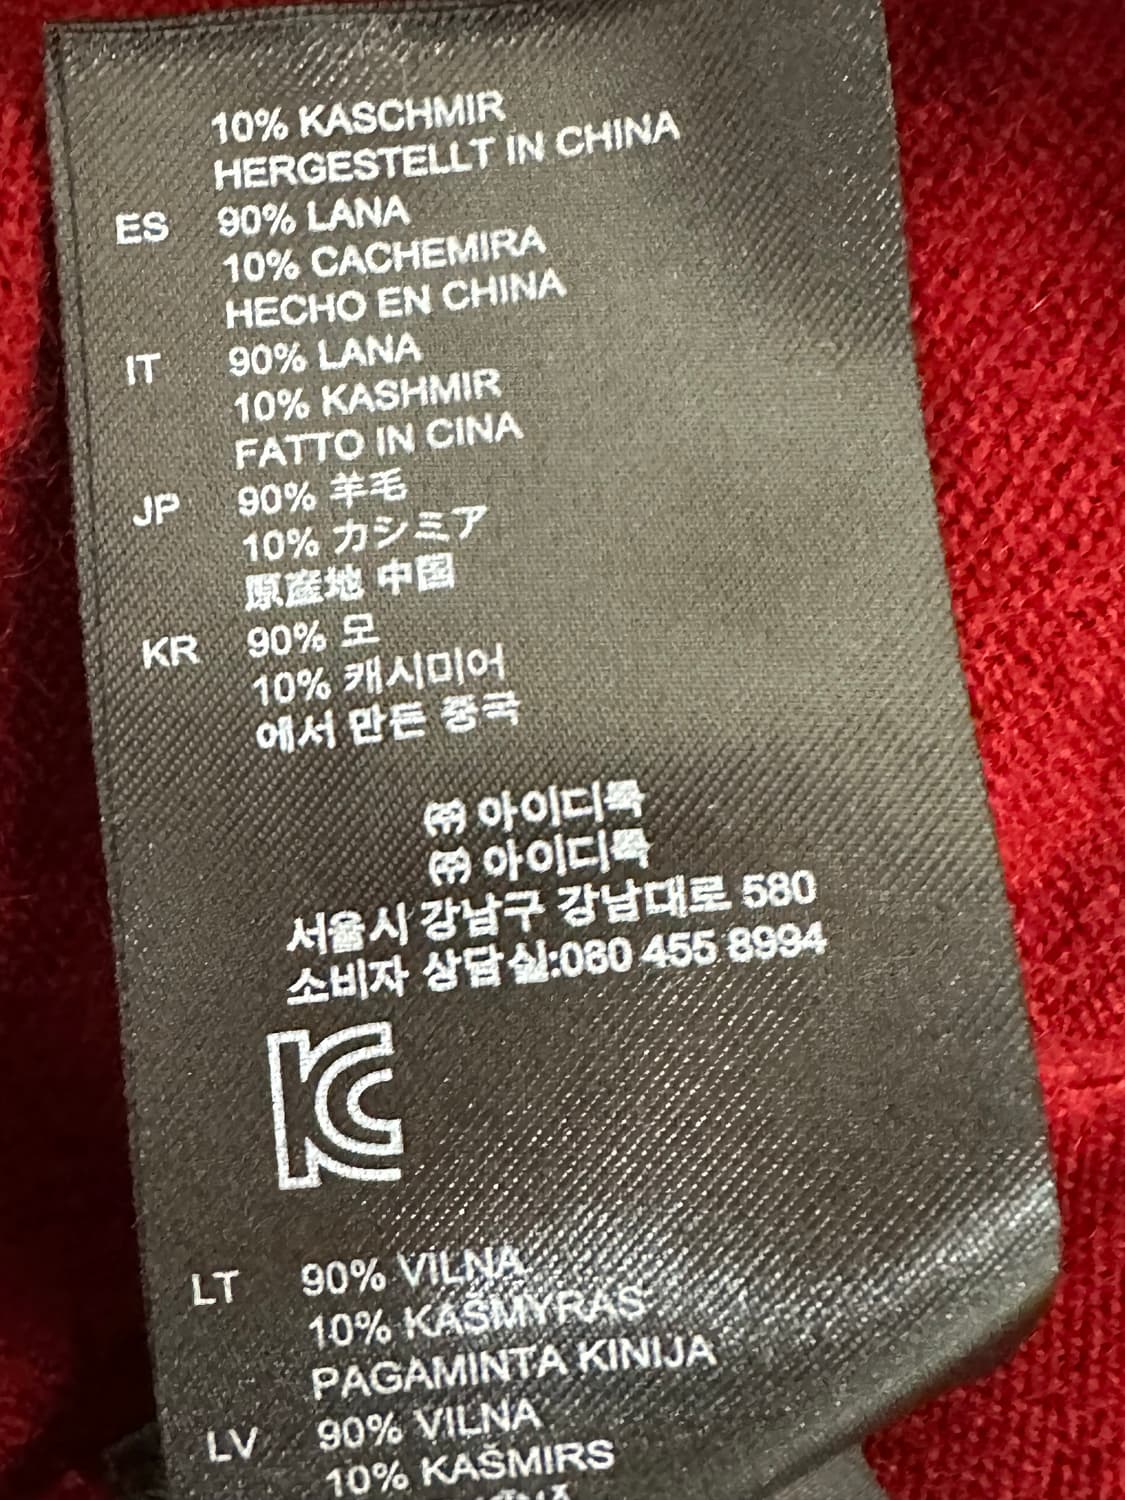 10% KASCHMIR
HERGESTELLT IN CHINA
ES 90% LANA
10% CACHEMIRA
HECHO EN CHINA
IT 90% LANA
10% KASHMIR
FATTO IN CINA
JP 90% 羊毛
10% カシミア
原産地 中国
KR 90% 모
10% 캐시미어
에서 만든 중국
㈜ 아이디룩
㈜ 아이디룩
서울시 강남구 강남대로 580
소비자 상담실:080 455 8994
KC
LT 90% VILNA
10% KAŠMYRAS
PAGAMINTA KINIJA
LV 90% VILNA
10% KAŠMIRS